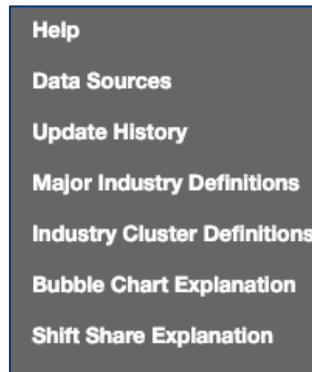 Help
Data Sources
Update History
Major Industry Definitions
Industry Cluster Definitions
Bubble Chart Explanation
Shift Share Explanation